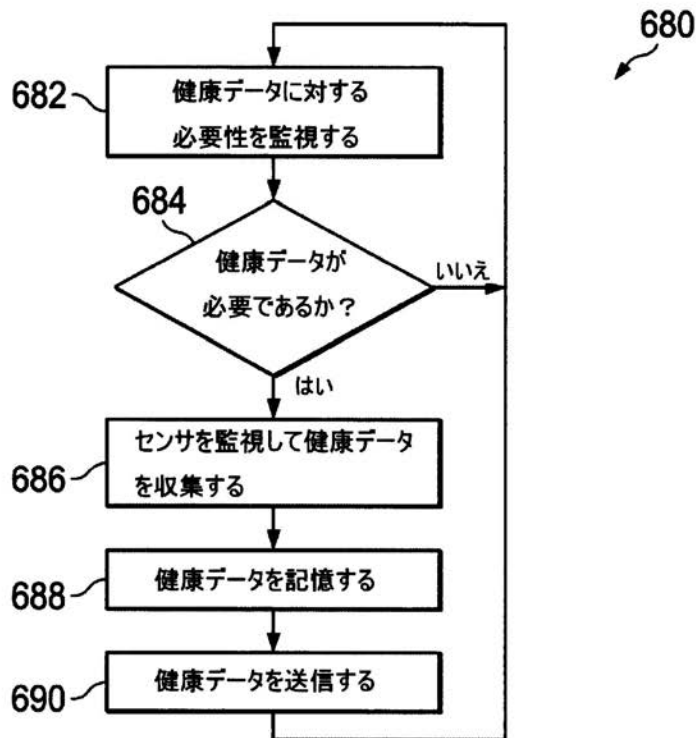 680
682
健康データに対する
必要性を監視する
684
健康データが
必要であるか？
いいえ
はい
686
センサを監視して健康データ
を収集する
688
健康データを記憶する
690
健康データを送信する